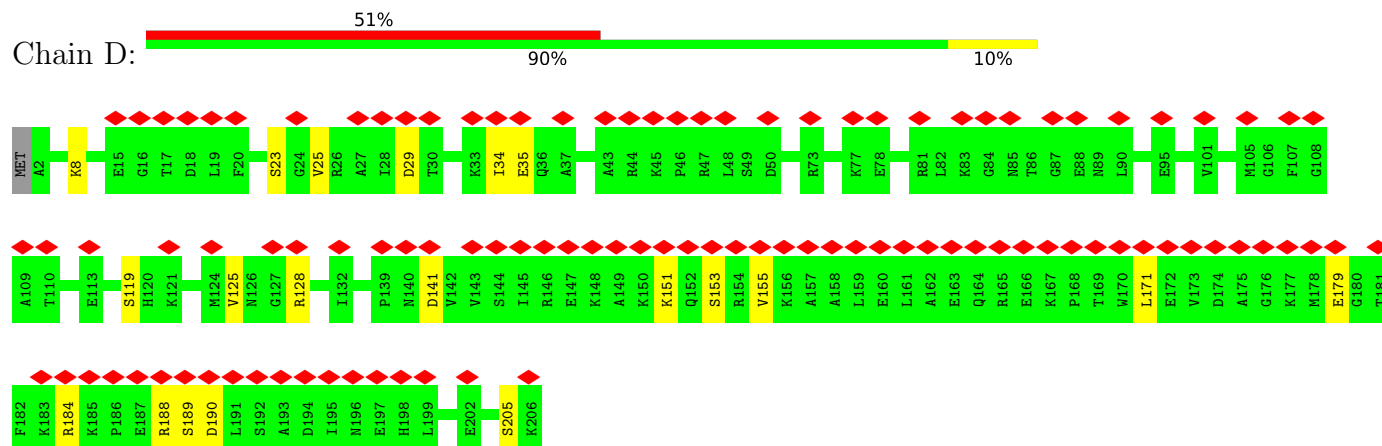 51%
Chain D:
90% 10%
MET A2 K8 E15 G16 T17 D18 L19 F20 S23 G24 V25 R26 A27 I28 D29 T30 K33 I34 E35 Q36 A37 A43 R44 K45 P46 R47 L48 S49 D50 R73 K77 E78 R81 L82 K83 G84 N85 T86 G87 E88 N89 L90 E95 V101 M105 G106 F107 G108
A109 T110 E113 S119 H120 K121 M124 V125 N126 G127 R128 I132 P139 N140 D141 V142 V143 S144 T145 R146 E147 K148 A149 K150 K151 Q152 S153 R154 V155 K156 A157 A158 L159 E160 L161 A162 E163 Q164 R165 E166 K167 P168 T169 W170 L171 E172 V173 D174 A175 G176 K177 M178 E179 G180 T181
F182 K183 R184 K185 P186 E187 R188 S189 D190 L191 S192 A193 D194 I195 N196 E197 H198 L199 E202 S205 K206